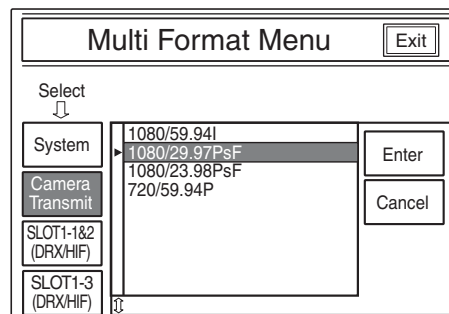 Multi Format Menu
Exit
Select
System
Camera
Transmit
SLOT1-1&2
(DRX/HIF)
SLOT1-3
(DRX/HIF)
1080/59.94I
1080/29.97PsF
1080/23.98PsF
720/59.94P
Enter
Cancel